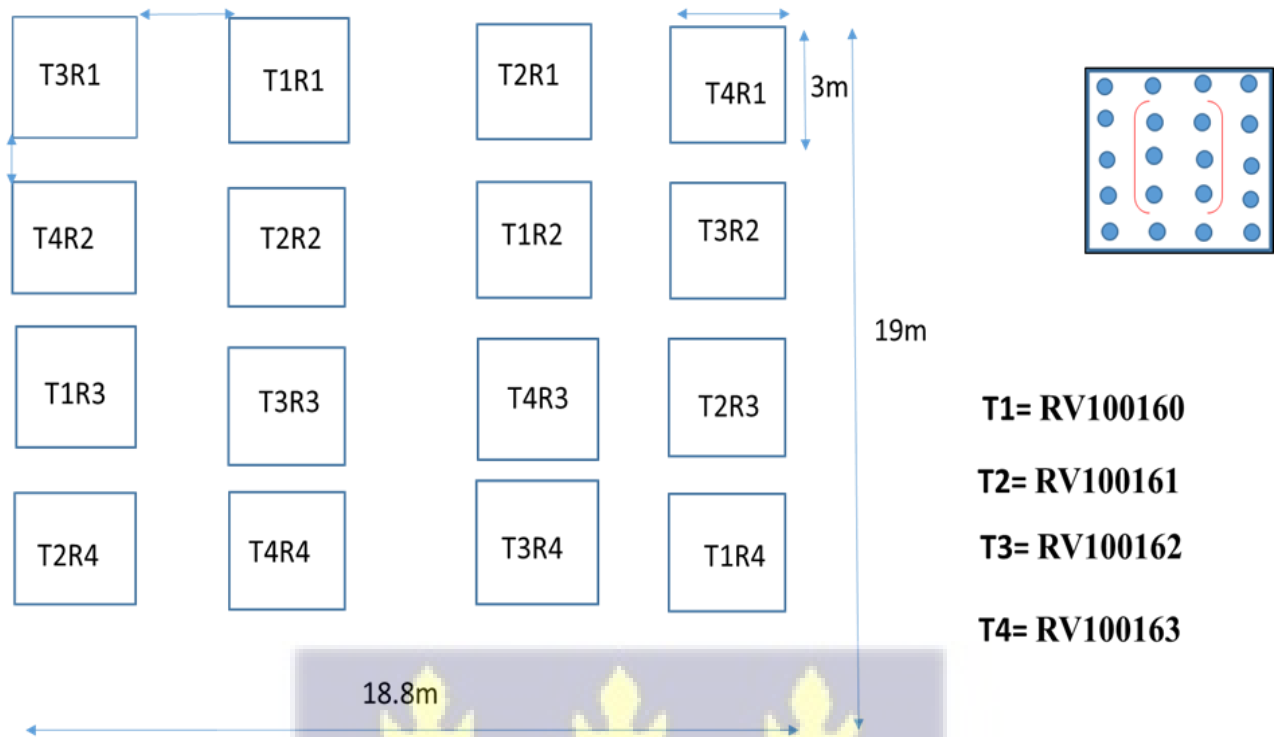 T3R1
T1R1
T2R1
T4R1
3m
T4R2
T2R2
T1R2
T3R2
19m
T1R3
T3R3
T4R3
T2R3
T1= RV100160
T2= RV100161
T2R4
T4R4
T3R4
T1R4
T3= RV100162
T4= RV100163
18.8m